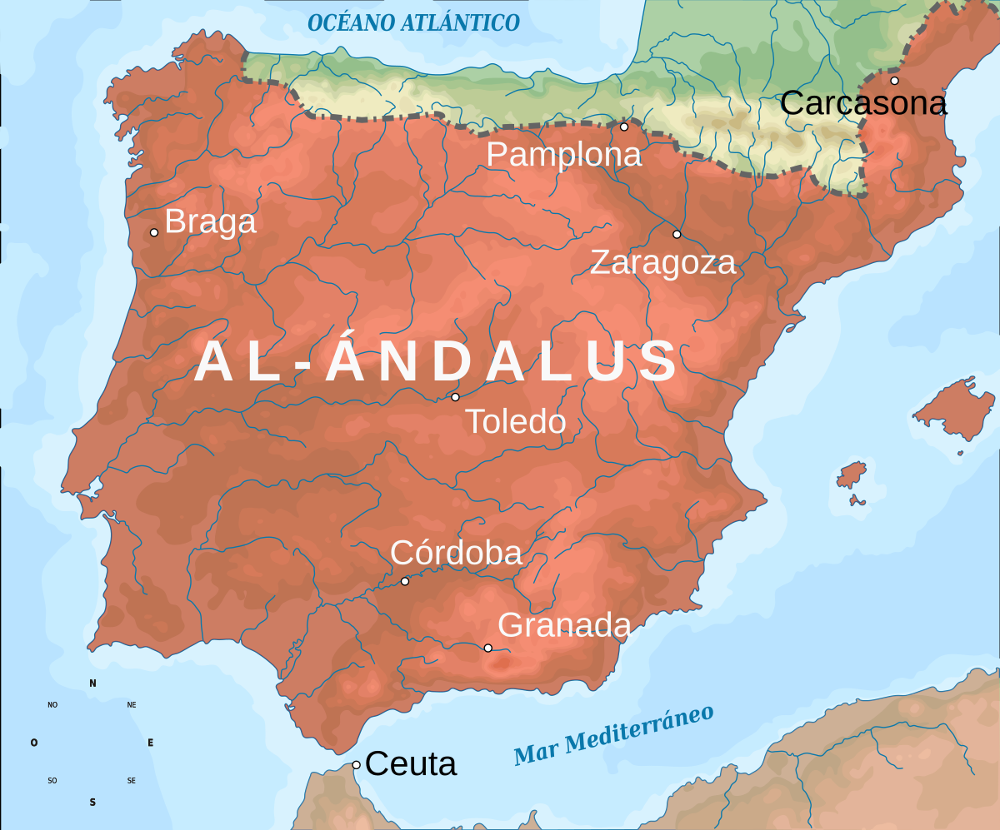 OCÉANO ATLÁNTICO
Carcasona
Pamplona
Braga
Zaragoza
AL-ÁNDALUS
Toledo
Córdoba
Granada
N
NO NE
O E
SO SE
S
Mar Mediterráneo
Ceuta